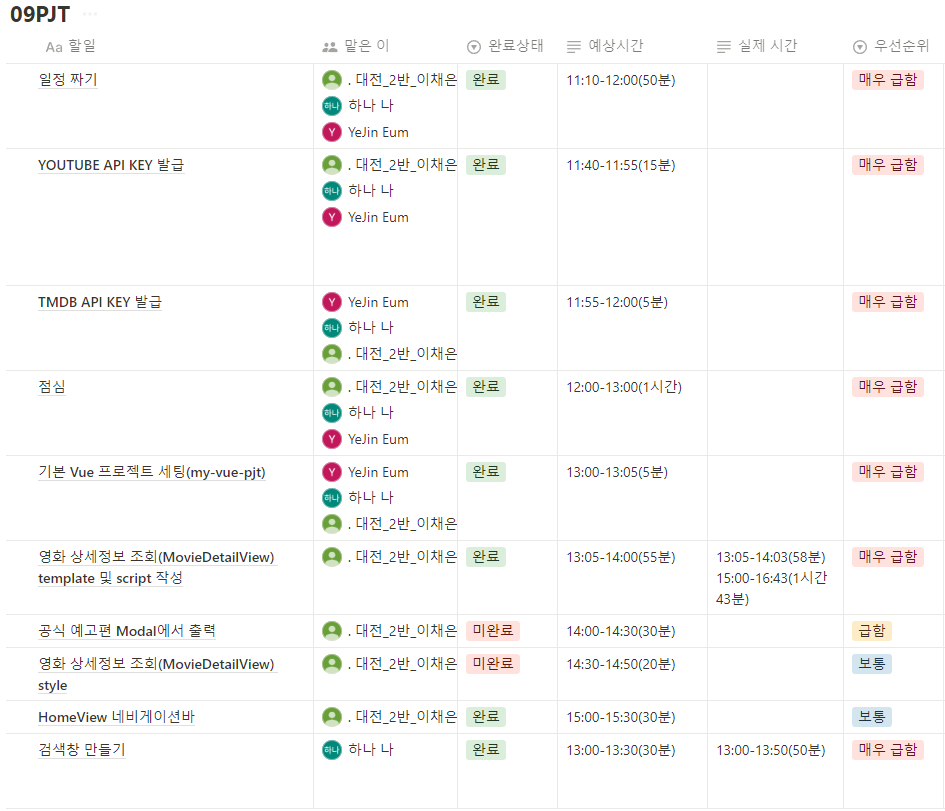 09PJT
Aa 할일 맡은 이 완료상태 예상시간 실제 시간 우선순위
일정 짜기 . 대전_2반_이채은 완료 11:10-12:00(50분) 매우 급함
하나 하나 나
Y YeJin Eum
YOUTUBE API KEY 발급 . 대전_2반_이채은 완료 11:40-11:55(15분) 매우 급함
하나 하나 나
Y YeJin Eum
TMDB API KEY 발급 Y YeJin Eum 완료 11:55-12:00(5분) 매우 급함
하나 하나 나
. 대전_2반_이채은
점심 . 대전_2반_이채은 완료 12:00-13:00(1시간) 매우 급함
하나 하나 나
Y YeJin Eum
기본 Vue 프로젝트 세팅(my-vue-pjt) Y YeJin Eum 완료 13:00-13:05(5분) 매우 급함
하나 하나 나
. 대전_2반_이채은
영화 상세정보 조회(MovieDetailView) . 대전_2반_이채은 완료 13:05-14:00(55분) 13:05-14:03(58분) 매우 급함
template 및 script 작성 15:00-16:43(1시간
43분)
공식 예고편 Modal에서 출력 . 대전_2반_이채은 미완료 14:00-14:30(30분) 급함
영화 상세정보 조회(MovieDetailView) . 대전_2반_이채은 미완료 14:30-14:50(20분) 보통
style
HomeView 네비게이션바 . 대전_2반_이채은 완료 15:00-15:30(30분) 보통
검색창 만들기 하나 하나 나 완료 13:00-13:30(30분) 13:00-13:50(50분) 매우 급함